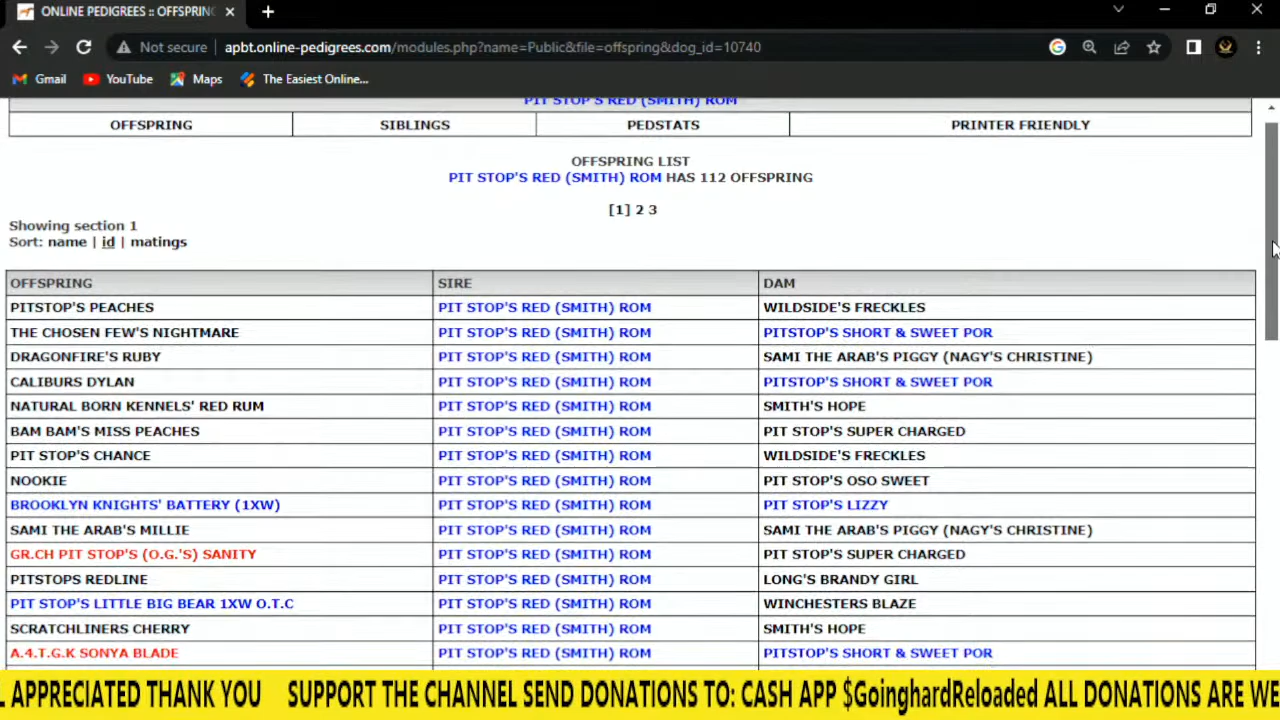 ONLINE PEDIGREES :: OFFSPRING
Not secure apbt.online-pedigrees.com/modules.php?name=Public&file=offspring&dog_id=10740
Gmail YouTube Maps The Easiest Online...
PIT STOP'S RED (SMITH) ROM
OFFSPRING SIBLINGS PEDSTATS PRINTER FRIENDLY
OFFSPRING LIST
PIT STOP'S RED (SMITH) ROM HAS 112 OFFSPRING
[1] 2 3
Showing section 1
Sort: name | id | matings
OFFSPRING SIRE DAM
PITSTOP'S PEACHES PIT STOP'S RED (SMITH) ROM WILDSIDE'S FRECKLES
THE CHOSEN FEW'S NIGHTMARE PIT STOP'S RED (SMITH) ROM PITSTOP'S SHORT & SWEET POR
DRAGONFIRE'S RUBY PIT STOP'S RED (SMITH) ROM SAMI THE ARAB'S PIGGY (NAGY'S CHRISTINE)
CALIBURS DYLAN PIT STOP'S RED (SMITH) ROM PITSTOP'S SHORT & SWEET POR
NATURAL BORN KENNELS' RED RUM PIT STOP'S RED (SMITH) ROM SMITH'S HOPE
BAM BAM'S MISS PEACHES PIT STOP'S RED (SMITH) ROM PIT STOP'S SUPER CHARGED
PIT STOP'S CHANCE PIT STOP'S RED (SMITH) ROM WILDSIDE'S FRECKLES
NOOKIE PIT STOP'S RED (SMITH) ROM PIT STOP'S OSO SWEET
BROOKLYN KNIGHTS' BATTERY (1XW) PIT STOP'S RED (SMITH) ROM PIT STOP'S LIZZY
SAMI THE ARAB'S MILLIE PIT STOP'S RED (SMITH) ROM SAMI THE ARAB'S PIGGY (NAGY'S CHRISTINE)
GR.CH PIT STOP'S (O.G.'S) SANITY PIT STOP'S RED (SMITH) ROM PIT STOP'S SUPER CHARGED
PITSTOPS REDLINE PIT STOP'S RED (SMITH) ROM LONG'S BRANDY GIRL
PIT STOP'S LITTLE BIG BEAR 1XW O.T.C PIT STOP'S RED (SMITH) ROM WINCHESTERS BLAZE
SCRATCHLINERS CHERRY PIT STOP'S RED (SMITH) ROM SMITH'S HOPE
A.4.T.G.K SONYA BLADE PIT STOP'S RED (SMITH) ROM PITSTOP'S SHORT & SWEET POR
L APPRECIATED THANK YOU SUPPORT THE CHANNEL SEND DONATIONS TO: CASH APP $GoinghardReloaded ALL DONATIONS ARE WE